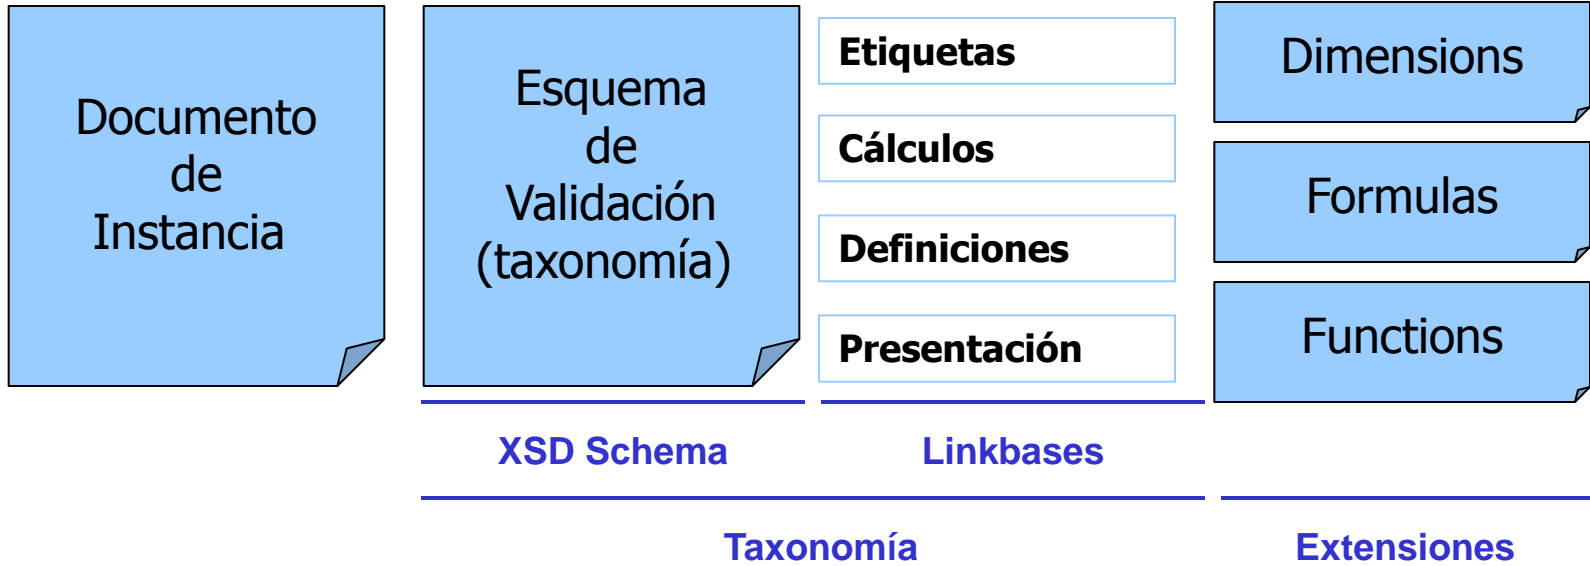 Documento
de
Instancia
Esquema
de
Validación
(taxonomía)
Etiquetas
Cálculos
Definiciones
Presentación
Dimensions
Formulas
Functions
XSD Schema
Linkbases
Taxonomía
Extensiones